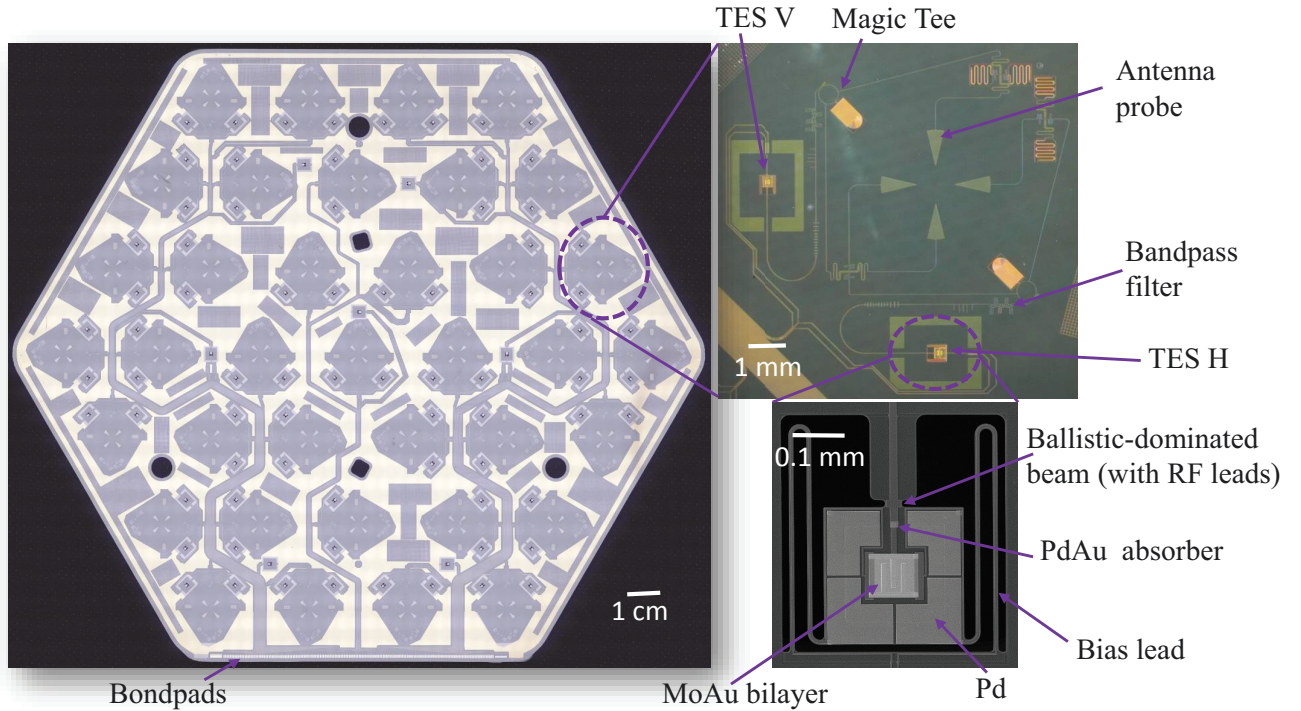 TES V
Magic Tee
Antenna
probe
Bandpass
filter
1 mm
TES H
0.1 mm
Ballistic-dominated
beam (with RF leads)
PdAu absorber
1 cm
Bias lead
Bondpads
MoAu bilayer
Pd